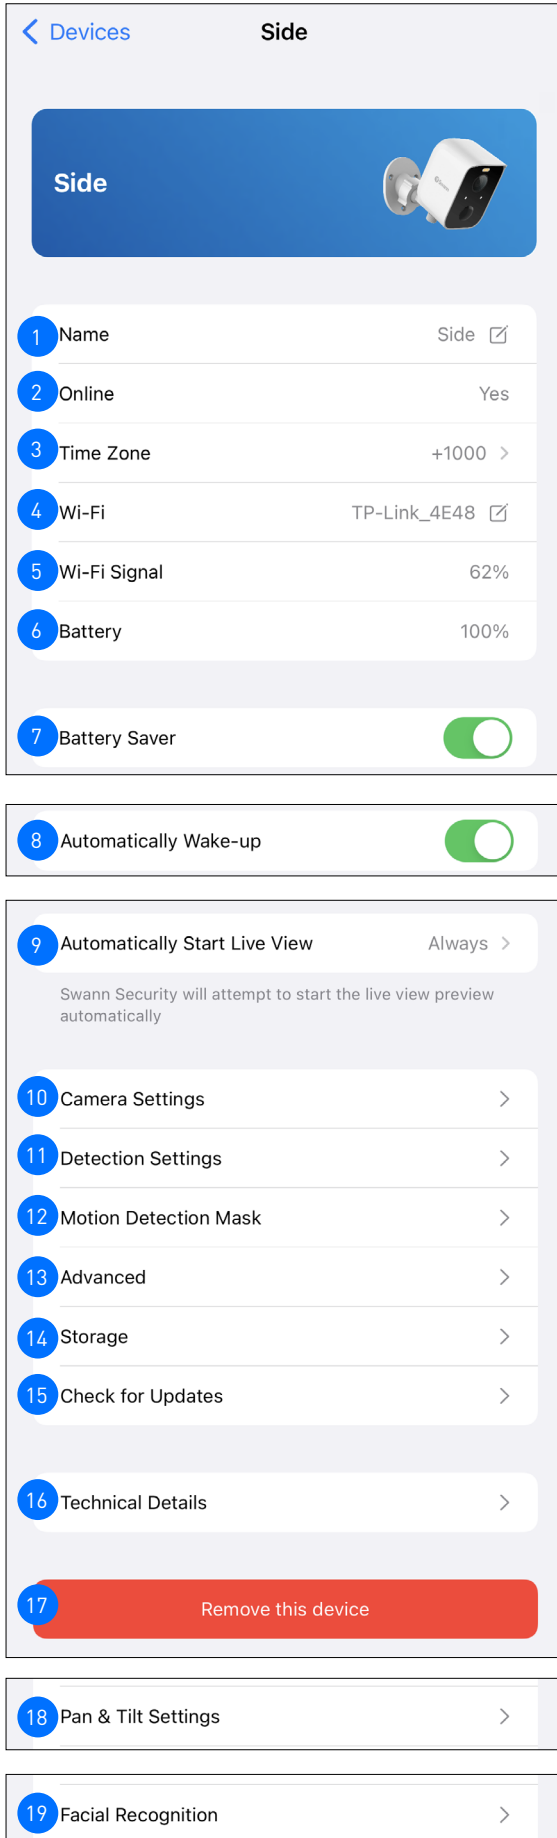 Devices Side
Side
1 Name Side
2 Online Yes
3 Time Zone +1000
4 Wi-Fi TP-Link_4E48
5 Wi-Fi Signal 62%
6 Battery 100%
7 Battery Saver
8 Automatically Wake-up
9 Automatically Start Live View Always
Swann Security will attempt to start the live view preview
automatically
10 Camera Settings
11 Detection Settings
12 Motion Detection Mask
13 Advanced
14 Storage
15 Check for Updates
16 Technical Details
17 Remove this device
18 Pan & Tilt Settings
19 Facial Recognition